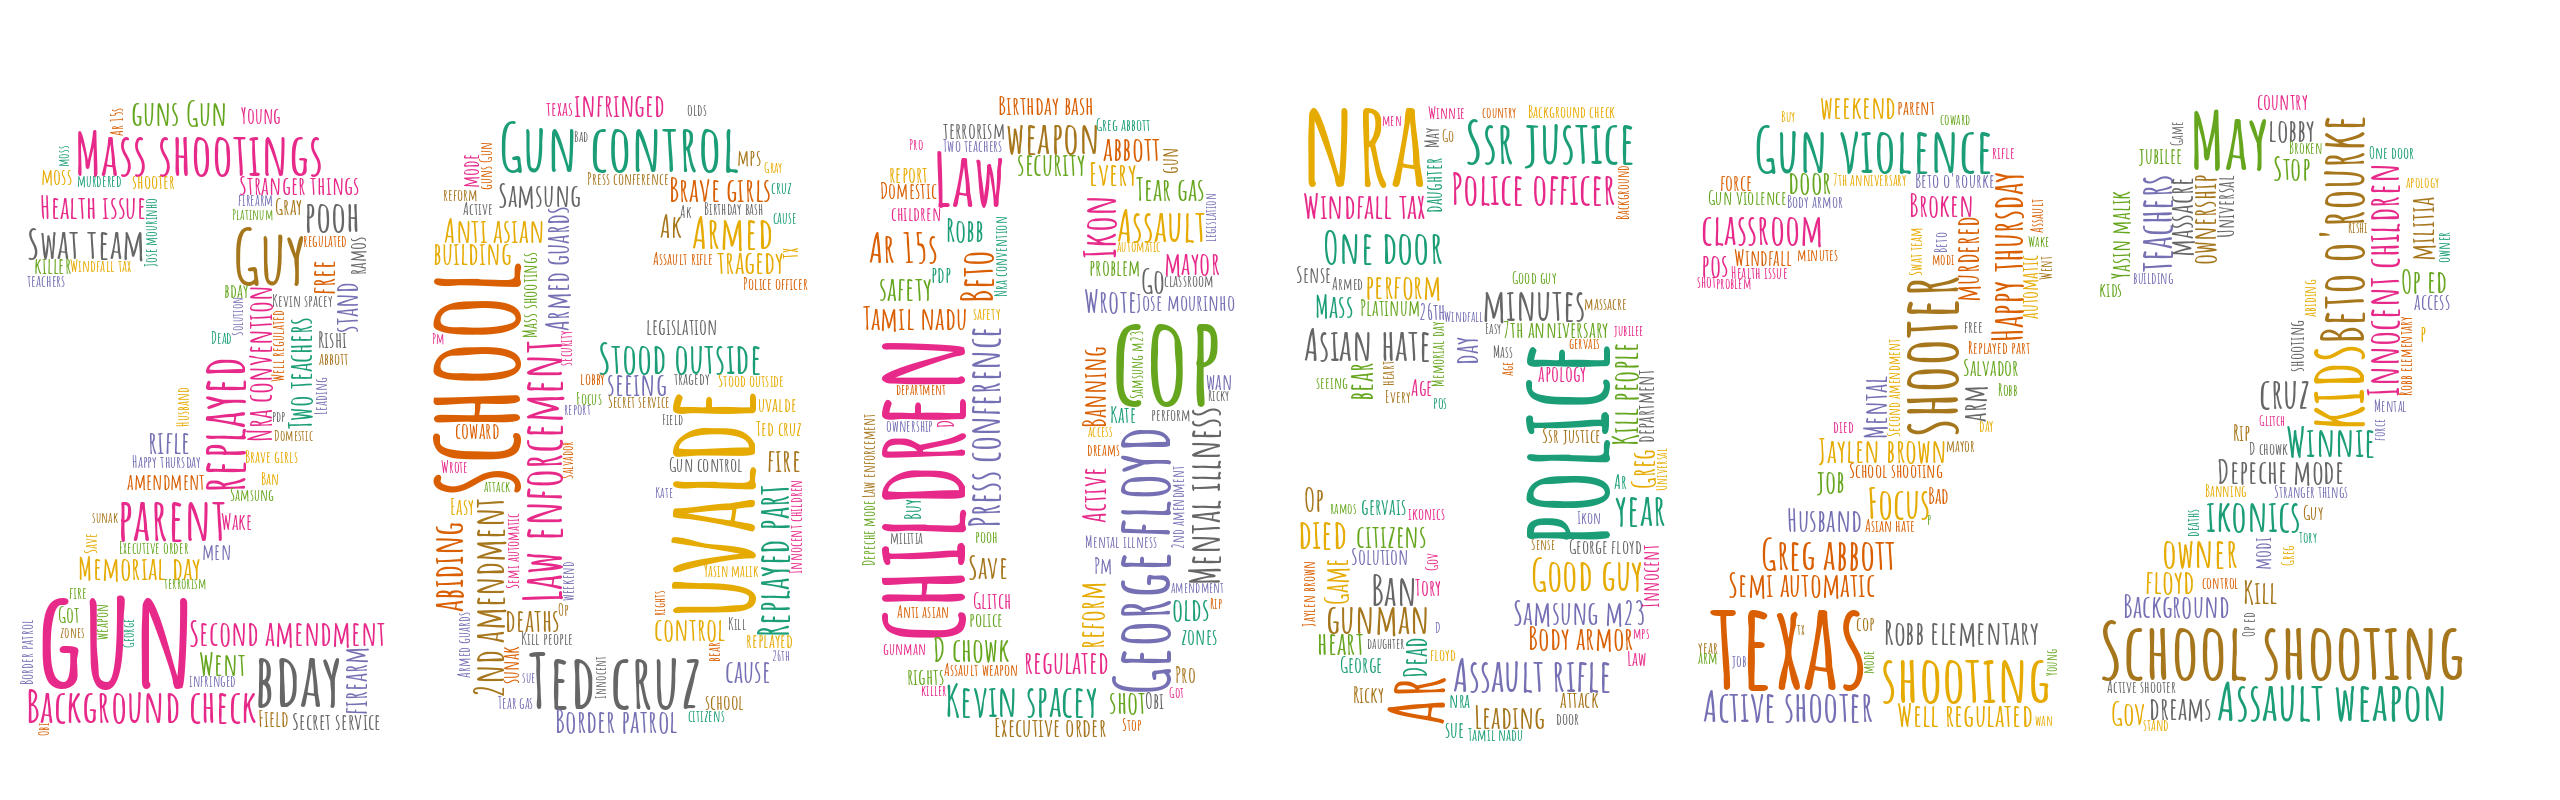 guns Gun
Young
Ar 15s
Mass shootings
moss
moss
murdered
shooter
Stranger things
firearm
Platinum
Gray
Pooh
Health issue
Jose mourinho
Swat team
Guy
regulated
Ramos
killer
Windfall tax
teachers
free
bday
Kevin spacey
stand
solution
NRA convention
Well regulated
Two teachers
Dead
Rishi
abbott
Replayed
leading
husband
pdp
Domestic
rifle
Happy thursday
Brave girls
amendment
Ban
Samsung
sunak
parent
Wake
save
Executive order
men
Memorial day
terrorism
fire
Got
zones
weapon
George
GUN
Second amendment
Border patrol
Went
infringed
bday
firearm
Background check
field
Secret service
obi
texas
infringed
olds
Gun control
bad
mps
Gray
mode
guns Gun
Press conference
reform
Samsung
Brave girls
cruz
Active
Ak
Birthday bash
cause
Anti asian
Armed guards
Ak
Armed
building
Assault rifle
tragedy
Tx
Police officer
School
Mass shootings
pm
legislation
security
Stood outside
lobby
seeing
tragedy
Stood outside
Focus
Secret service
report
uvalde
Field
Uvalde
Ted cruz
coward
law enforcement
Wrote
salvador
Gun control
fire
attack
Kate
Easy
abiding
2nd amendment
Semi automatic
Replayed part
Innocent children
Yasin malik
weekend
rights
Op
deaths
Kill people
Kill
control
replayed
26th
Armed guards
sunak
bear
Ted cruz
sue
innocent
cause
Tear gas
school
Border patrol
citizens
Birthday bash
terrorism
weapon
Greg abbott
pro
Two teachers
abbott
Gun
Law
security
report
Every
Domestic
Tear gas
children
Robb
Ikon
Assault
legislation
automatic
Ar 15s
Nra convention
problem
mayor
Beto
pdp
Go
classroom
safety
Wrote
Jose mourinho
Tamil nadu
safety
Children
Press conference
Cop
Samsung m23
Banning
wan
Ricky
department
Kate
perform
ownership
D
access
dreams
Depeche mode
Law enforcement
Active
George floyd
2nd amendment
Mental illness
Buy
militia
pooh
Mental illness
Pm
Save
amendment
Anti asian
Glitch
reform
olds
rip
police
zones
gunman
D chowk
regulated
rights
Assault weapon
Pro
killer
Got
Kevin spacey
shot
Obi
Executive order
Stop
NRA
men
Winnie
country
Background check
May
Go
Ssr justice
daughter
background
Police officer
Windfall tax
One door
Sense
Armed
perform
Good guy
Mass
Platinum
26th
windfall
minutes
massacre
Easy
7th anniversary
jubilee
gervais
Asian hate
Memorial day
day
Mass
Age
seeing
bear
heart
Every
Age
pos
Police
apology
Kill people
department
Ssr justice
Greg
universal
Ar
Op
ramos
gervais
ikonics
Ikon
year
died
citizens
Solution
Sense
George floyd
Gov
Jaylen brown
Game
Ban
Tory
Good guy
innocent
gunman
D
Samsung m23
heart
daughter
Body armor
mps
George
Dead
floyd
Law
Assault rifle
Ricky
AR
nra
attack
Leading
door
sue
Tamil nadu
weekend
parent
Buy
coward
Gun violence
rifle
force
door
7th anniversary
Beto o'rourke
Gun violence
Body armor
Broken
Happy thursday
assault
classroom
murdered
Swat team
Beto
wake
pos
Windfall
minutes
modi
Went
Health issue
shot
problem
automatic
Shooter
free
Replayed part
Second amendment
Salvador
Mental
arm
Robb
died
day
Jaylen brown
mayor
School shooting
job
Focus
Bad
P
Husband
Asian hate
Greg abbott
Semi automatic
Texas
tx
cop
Robb elementary
year
arm
job
mode
shooting
young
Active shooter
Well regulated
wan
country
Game
May
lobby
Broken
jubilee
Stop
One door
teachers
massacre
ownership
Universal
Beto o'rourke
Rishi
Innocent children
apology
militia
owner
Yasin malik
building
kids
Op ed
access
abiding
shooting
Robb elementary
P
kids
cruz
Mental
Glitch
Rip
force
D chowk
Winnie
Depeche mode
Banning
Stranger things
deaths
ikonics
Guy
Tory
owner
modi
Greg
floyd
control
Kill
Background
Op ed
School shooting
Active shooter
Gov
dreams
stand
Assault weapon